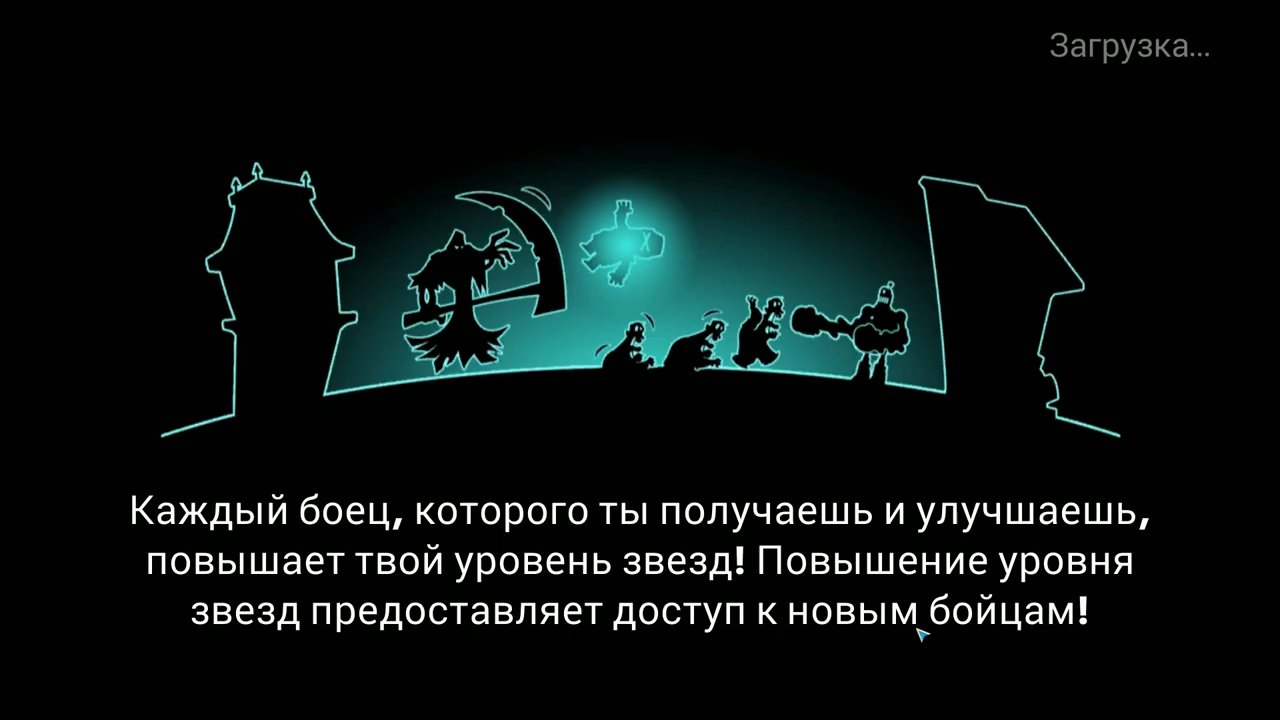 Загрузка...
X
Каждый боец, которого ты получаешь и улучшаешь,
повышает твой уровень звезд! Повышение уровня
звезд предоставляет доступ к новым бойцам!